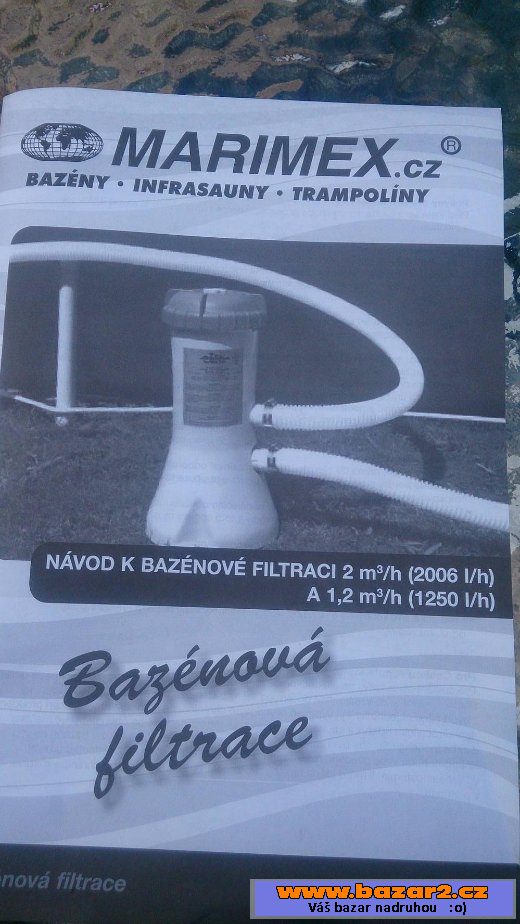 MARIMEX.cz ®
BAZÉNY · INFRASAUNY · TRAMPOLÍNY
NÁVOD K BAZÉNOVÉ FILTRACI 2 m³/h (2006 l/h)
A 1,2 m³/h (1250 l/h)
Bazénová
filtrace
nová filtrace
www.bazar2.cz
Váš bazar nadruhou :o)